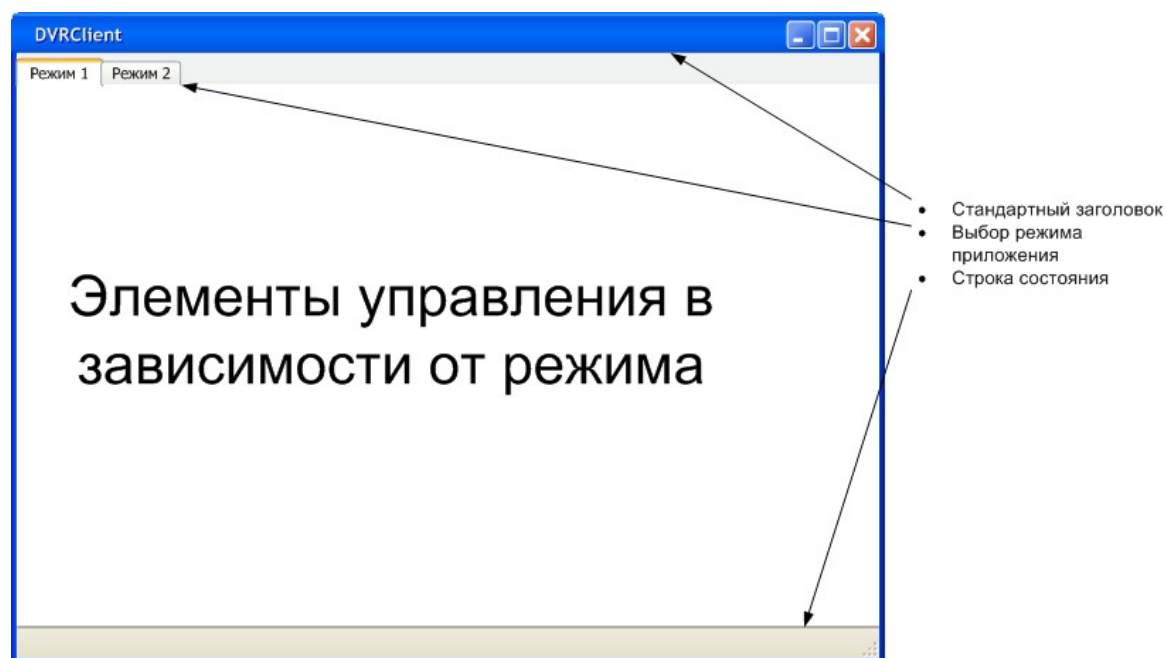 DVRClient
Режим 1 Режим 2
Элементы управления в
зависимости от режима
• Стандартный заголовок
• Выбор режима
приложения
• Строка состояния